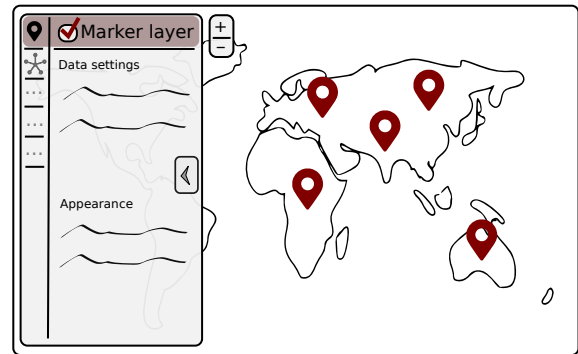 Marker layer
+
−
Data settings
...
...
...
Appearance